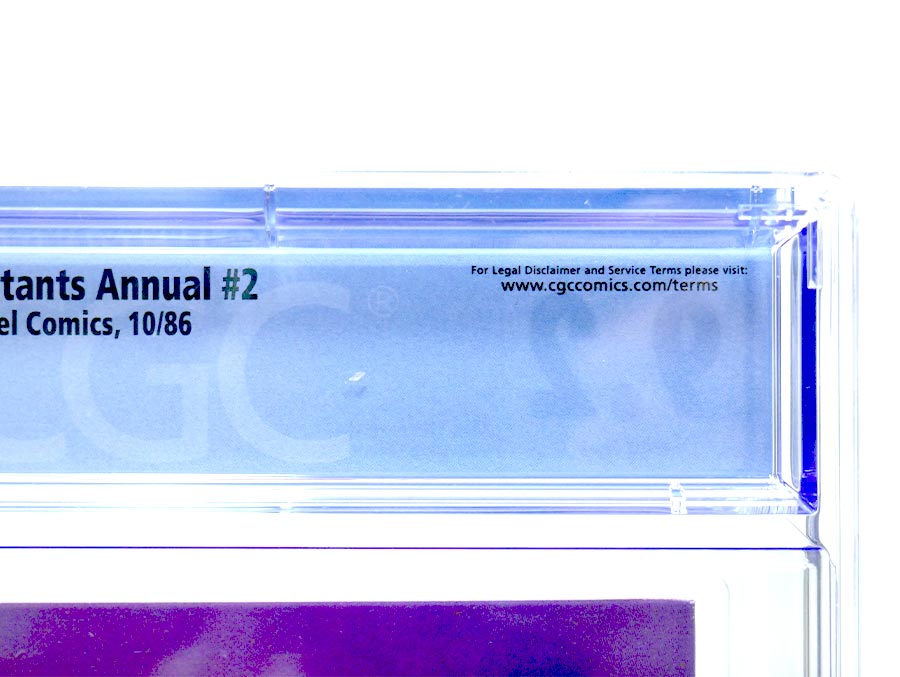 tants Annual #2
el Comics, 10/86
For Legal Disclaimer and Service Terms please visit:
www.cgccomics.com/terms
CGC®